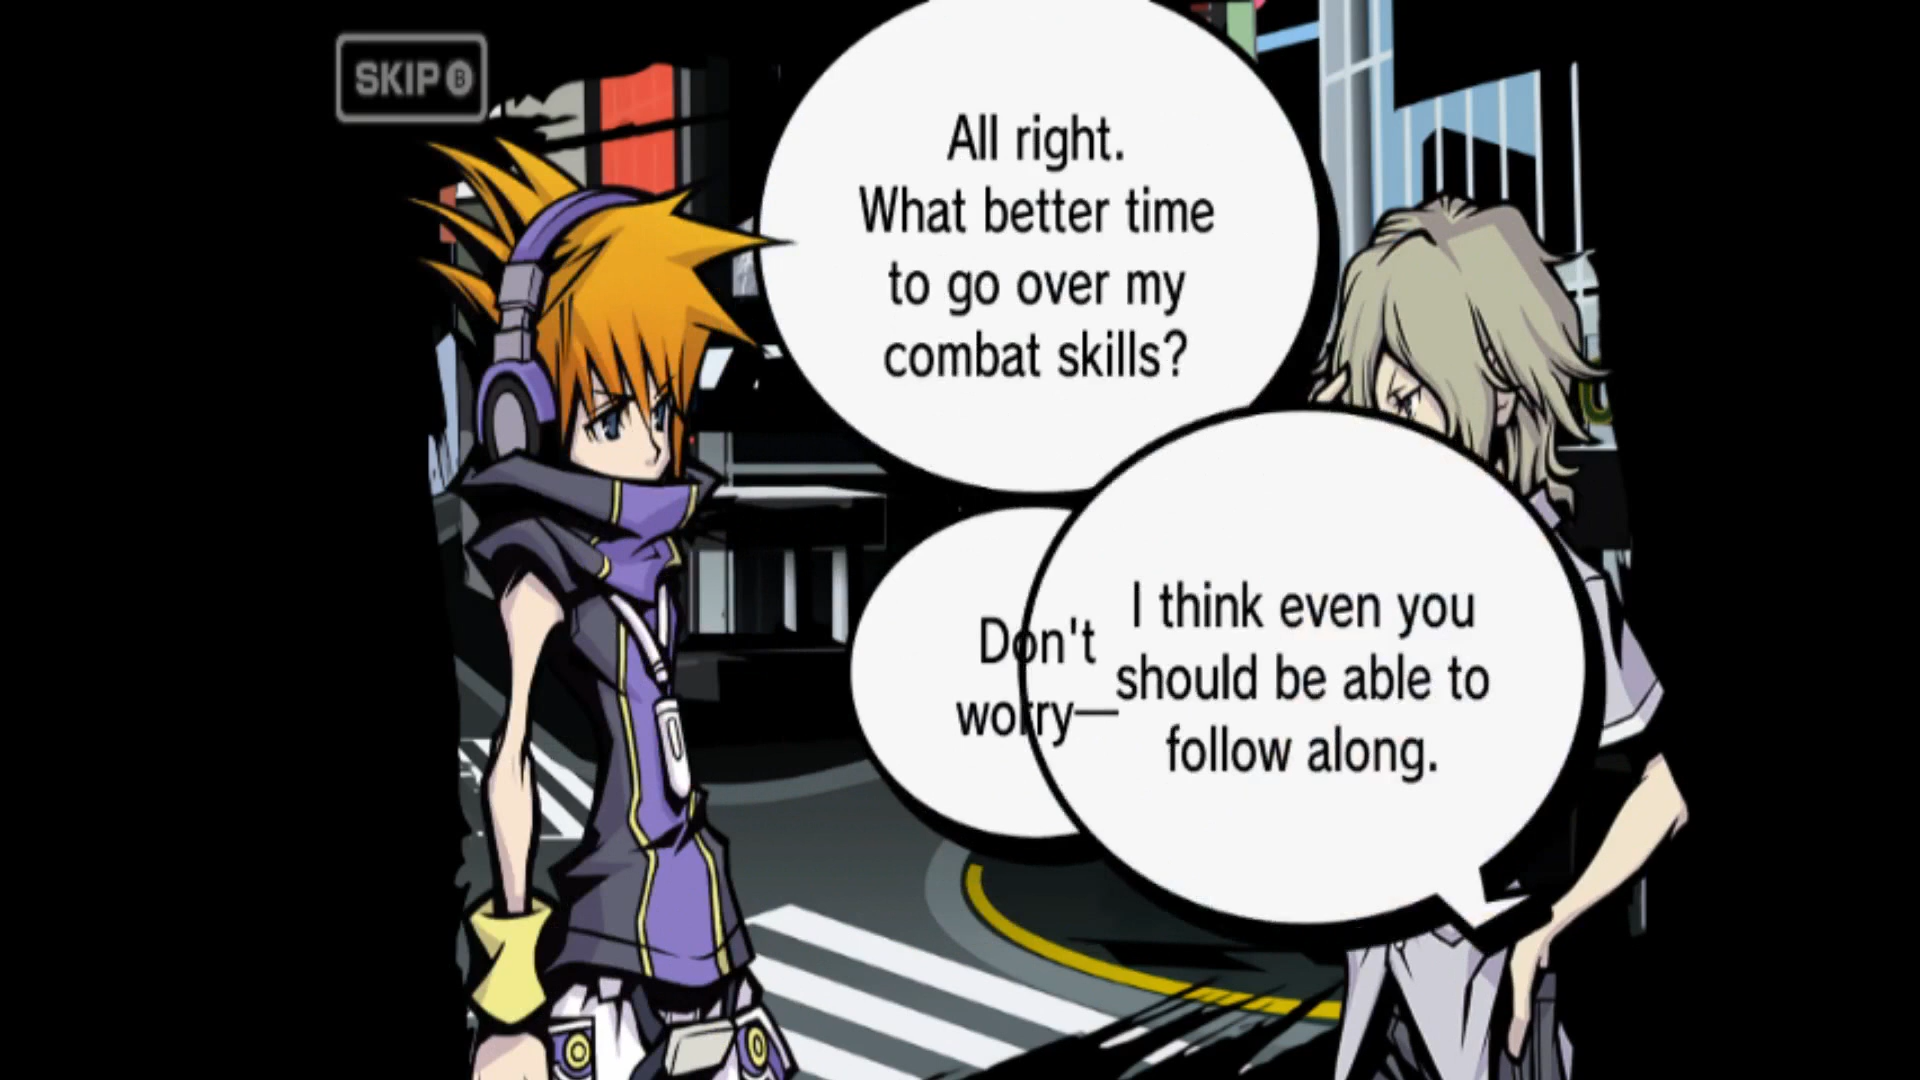 SKIP B
All right.
What better time
to go over my
combat skills?
Don't
worry—
I think even you
should be able to
follow along.